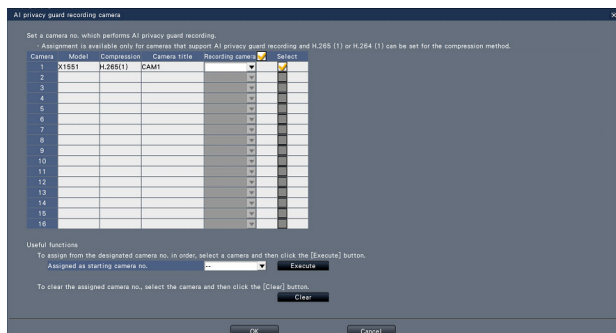 AI privacy guard recording camera
Set a camera no. which performs AI privacy guard recording.
- Assignment is available only for cameras that support AI privacy guard recording and H.265 (1) or H.264 (1) can be set for the compression method.
Camera Model Compression Camera title Recording camera Select
1 X1551 H.265(1) CAM1
2
3
4
5
6
7
8
9
10
11
12
13
14
15
16
Useful functions
To assign from the designated camera no. in order, select a camera and then click the [Execute] button.
Assigned as starting camera no. -- Execute
To clear the assigned camera no., select the camera and then click the [Clear] button.
Clear
OK Cancel